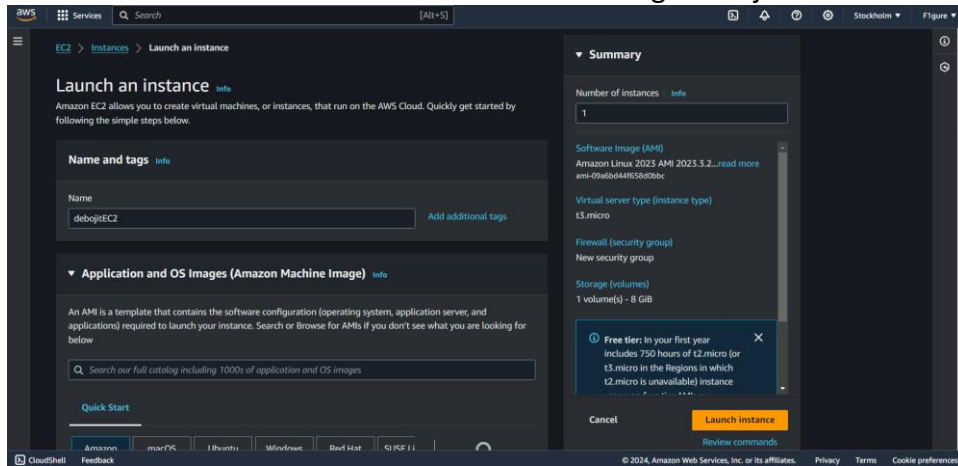 aws
Services
Search
[Alt+S]
Stockholm
F1gure
EC2 > Instances > Launch an instance
Launch an instance Info
Amazon EC2 allows you to create virtual machines, or instances, that run on the AWS Cloud. Quickly get started by
following the simple steps below.
Name and tags Info
Name
debojitEC2
Add additional tags
Application and OS Images (Amazon Machine Image) Info
An AMI is a template that contains the software configuration (operating system, application server, and
applications) required to launch your instance. Search or Browse for AMIs if you don't see what you are looking for
below
Search our full catalog including 1000s of application and OS images
Quick Start
Amazon
macOS
Ubuntu
Windows
Red Hat
SUSE Li
Summary
Number of instances Info
1
Software Image (AMI)
Amazon Linux 2023 AMI 2023.3.2...read more
ami-09a6bd44f658d0bbc
Virtual server type (instance type)
t3.micro
Firewall (security group)
New security group
Storage (volumes)
1 volume(s) - 8 GiB
Free tier: In your first year
includes 750 hours of t2.micro (or
t3.micro in the Regions in which
t2.micro is unavailable) instance
Cancel
Launch instance
Review commands
CloudShell
Feedback
© 2024, Amazon Web Services, Inc. or its affiliates.
Privacy
Terms
Cookie preferences